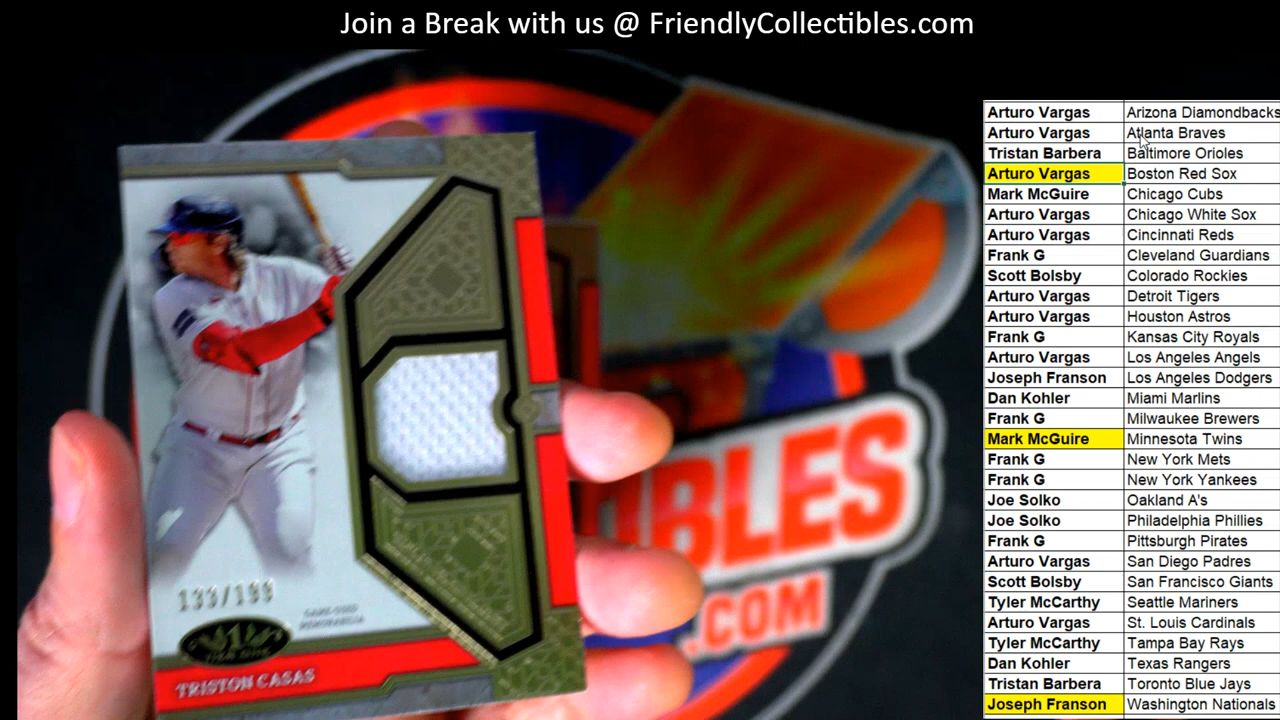 Join a Break with us @ FriendlyCollectibles.com
133/199
GAME-USED
MEMORABILIA
TIER ONE
TRISTON CASAS
BLES
.COM
Arturo Vargas Arizona Diamondbacks
Arturo Vargas Atlanta Braves
Tristan Barbera Baltimore Orioles
Arturo Vargas Boston Red Sox
Mark McGuire Chicago Cubs
Arturo Vargas Chicago White Sox
Arturo Vargas Cincinnati Reds
Frank G Cleveland Guardians
Scott Bolsby Colorado Rockies
Arturo Vargas Detroit Tigers
Arturo Vargas Houston Astros
Frank G Kansas City Royals
Arturo Vargas Los Angeles Angels
Joseph Franson Los Angeles Dodgers
Dan Kohler Miami Marlins
Frank G Milwaukee Brewers
Mark McGuire Minnesota Twins
Frank G New York Mets
Frank G New York Yankees
Joe Solko Oakland A's
Joe Solko Philadelphia Phillies
Frank G Pittsburgh Pirates
Arturo Vargas San Diego Padres
Scott Bolsby San Francisco Giants
Tyler McCarthy Seattle Mariners
Arturo Vargas St. Louis Cardinals
Tyler McCarthy Tampa Bay Rays
Dan Kohler Texas Rangers
Tristan Barbera Toronto Blue Jays
Joseph Franson Washington Nationals